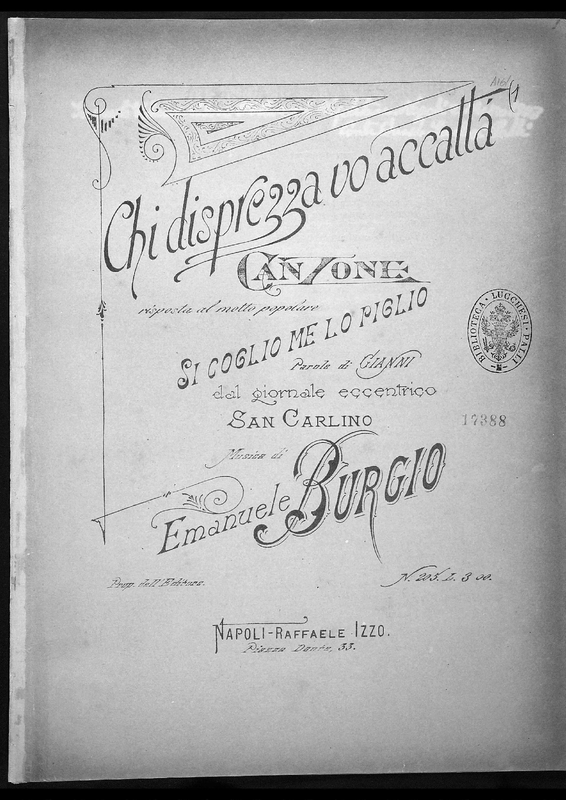 Chi disprezza vo accattá
CANZONE
risposta al motto popolare
SI COGLIO ME LO PIGLIO
Parole di GIANNI
dal giornale eccentrico
SAN CARLINO
Musica di
Emanuele BURGIO
Prop. dell'Editore.
N. 205. L. 3 00.
NAPOLI-RAFFAELE IZZO.
Piazza Dante, 33.
BIBLIOTECA · LUCCHESI · PALLI
N
17388